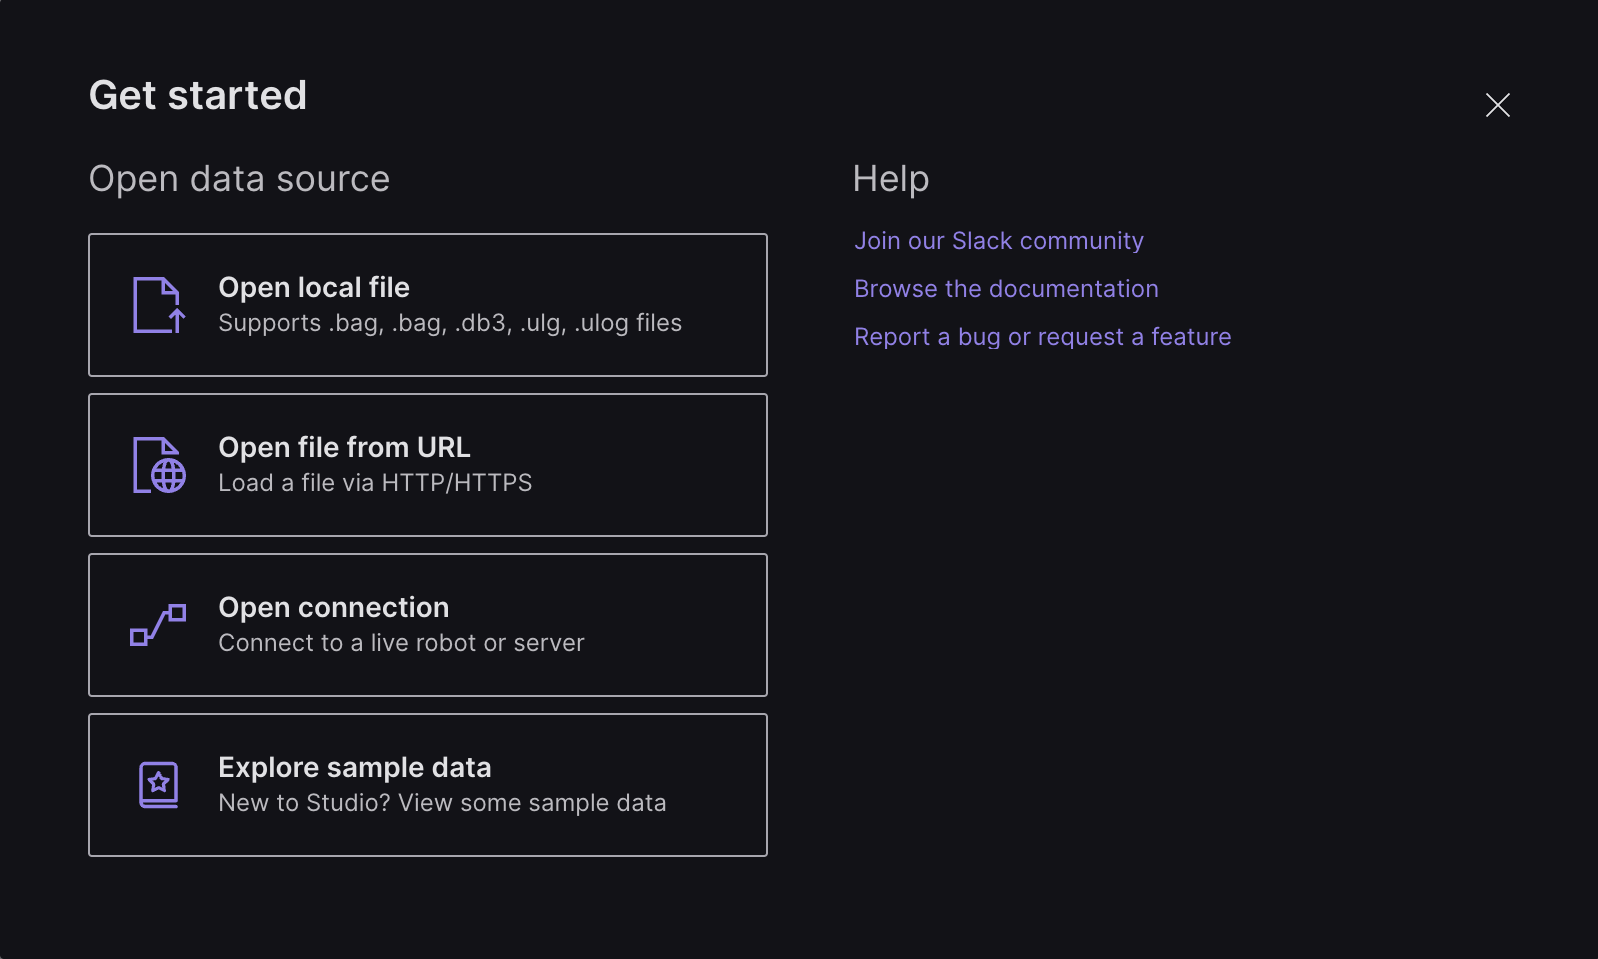 Get started
Open data source
Open local file
Supports .bag, .bag, .db3, .ulg, .ulog files
Open file from URL
Load a file via HTTP/HTTPS
Open connection
Connect to a live robot or server
Explore sample data
New to Studio? View some sample data
Help
Join our Slack community
Browse the documentation
Report a bug or request a feature